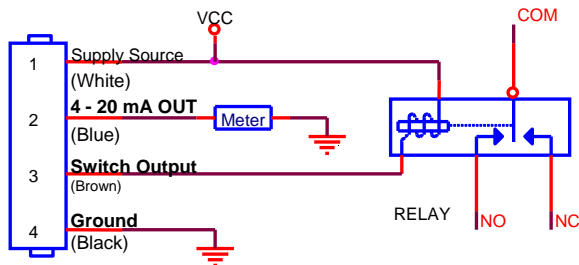 VCC
COM
1
Supply Source
(White)
2
4 - 20 mA OUT
(Blue)
Meter
3
Switch Output
(Brown)
RELAY
NO
NC
4
Ground
(Black)